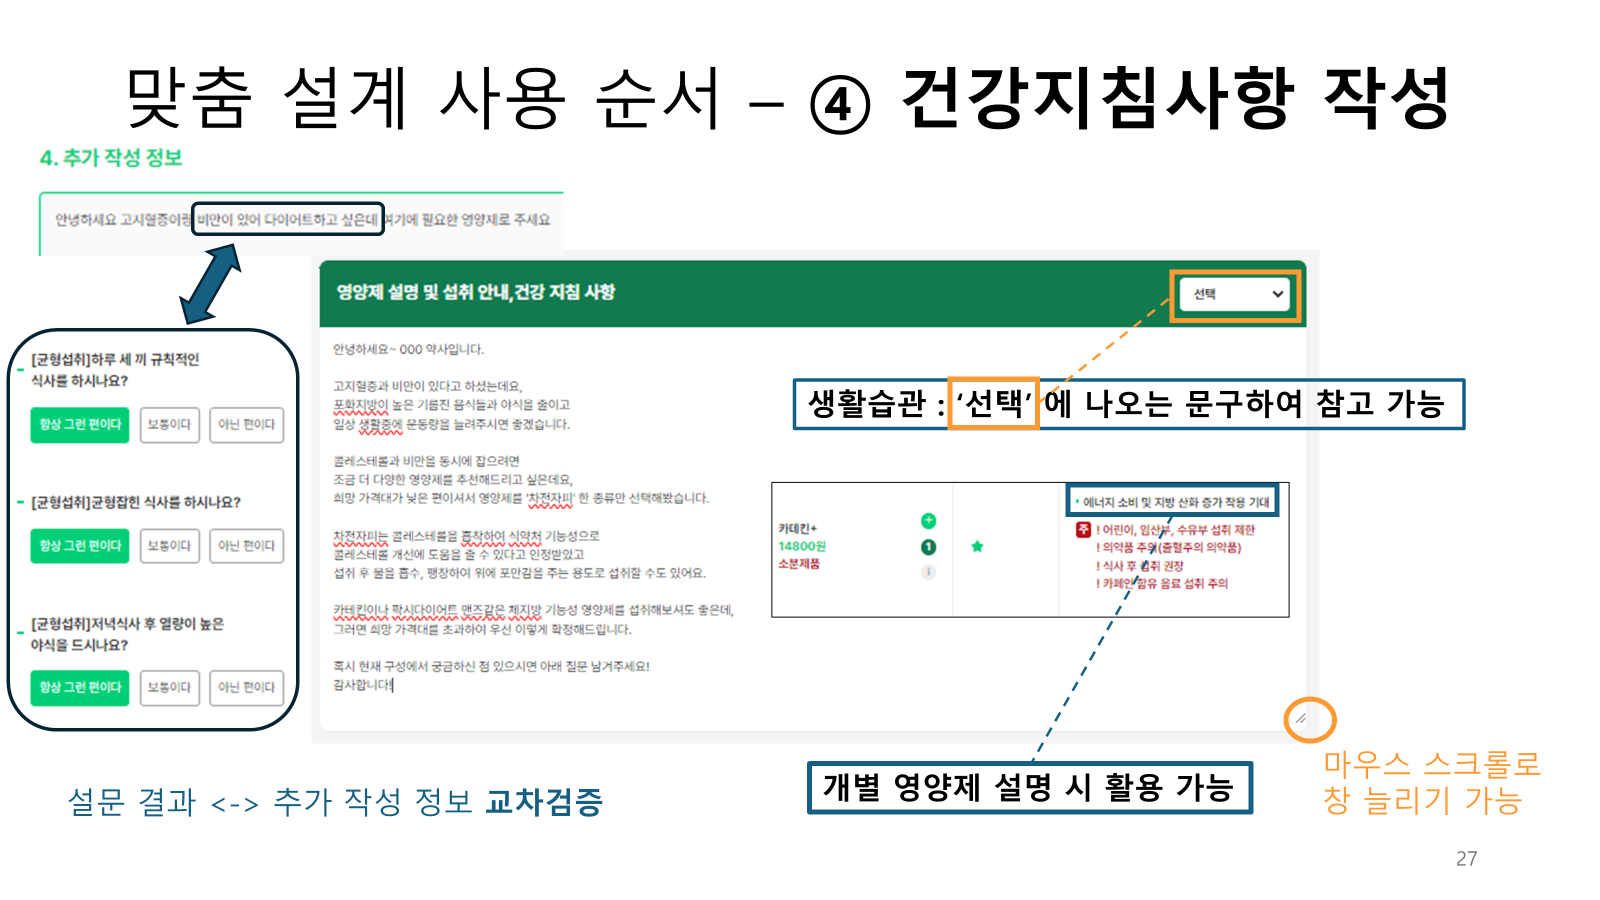 맞춤 설계 사용 순서 – ④ 건강지침사항 작성
4. 추가 작성 정보
안녕하세요 고시혈증이랑 비만이 있어 다이어트하고 싶은데 여기에 필요한 영양제로 주세요
영양제 설명 및 섭취 안내,건강 지침 사항
선택
[균형섭취]하루 세 끼 규칙적인
식사를 하시나요?
항상 그런 편이다
보통이다
아닌 편이다
[균형섭취]균형잡힌 식사를 하시나요?
항상 그런 편이다
보통이다
아닌 편이다
[균형섭취]저녁식사 후 열량이 높은
야식을 드시나요?
항상 그런 편이다
보통이다
아닌 편이다
안녕하세요~ 000 약사입니다.
고지혈증과 비만이 있다고 하셨는데요,
포화지방이 높은 기름진 음식들과 야식을 줄이고
일상 생활중에 운동량을 늘려주시면 좋겠습니다.
콜레스테롤과 비만을 동시에 잡으려면
조금 더 다양한 영양제를 추천해드리고 싶은데요,
희망 가격대가 낮은 편이셔서 영양제를 '차전자피' 한 종류만 선택해봤습니다.
차전자피는 콜레스테롤을 흡착하여 식약처 기능성으로
콜레스테롤 개선에 도움을 줄 수 있다고 인정받았고
섭취 후 물을 흡수, 팽창하여 위에 포만감을 주는 용도로 섭취할 수도 있어요.
카테킨이나 팍시다이어트 맨즈같은 체지방 기능성 영양제를 섭취해보셔도 좋은데,
그러면 희망 가격대를 초과하여 우선 이렇게 확정해드립니다.
혹시 현재 구성에서 궁금하신 점 있으시면 아래 질문 남겨주세요!
감사합니다!
생활습관 : ‘선택’ 에 나오는 문구하여 참고 가능
카테킨+
14800원
소분제품
1
· 에너지 소비 및 지방 산화 증가 작용 기대
주 ! 어린이, 임산부, 수유부 섭취 제한
! 의약품 주의(출혈주의 의약품)
! 식사 후 섭취 권장
! 카페인 함유 음료 섭취 주의
개별 영양제 설명 시 활용 가능
마우스 스크롤로
창 늘리기 가능
설문 결과 <-> 추가 작성 정보 교차검증
27